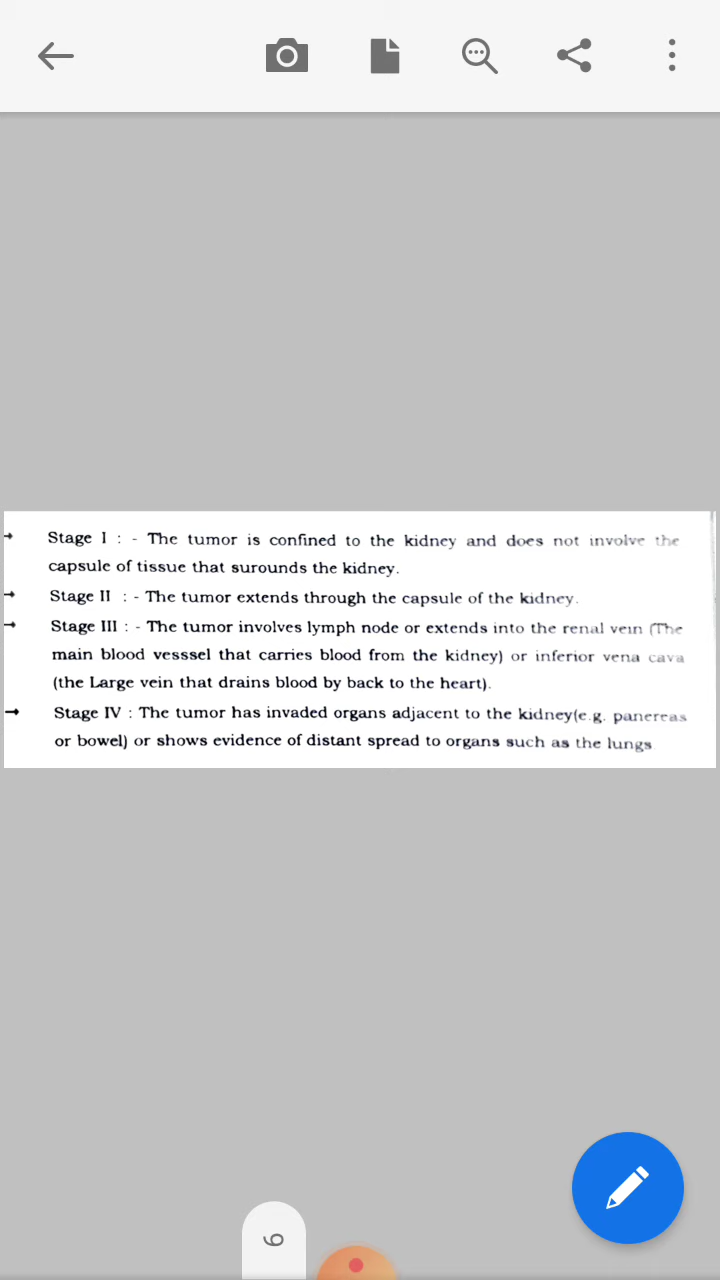 → Stage I : - The tumor is confined to the kidney and does not involve the
capsule of tissue that surounds the kidney.
→ Stage II : - The tumor extends through the capsule of the kidney.
→ Stage III : - The tumor involves lymph node or extends into the renal vein (The
main blood vesssel that carries blood from the kidney) or inferior vena cava
(the Large vein that drains blood by back to the heart).
→ Stage IV : The tumor has invaded organs adjacent to the kidney(e.g. panereas
or bowel) or shows evidence of distant spread to organs such as the lungs
6